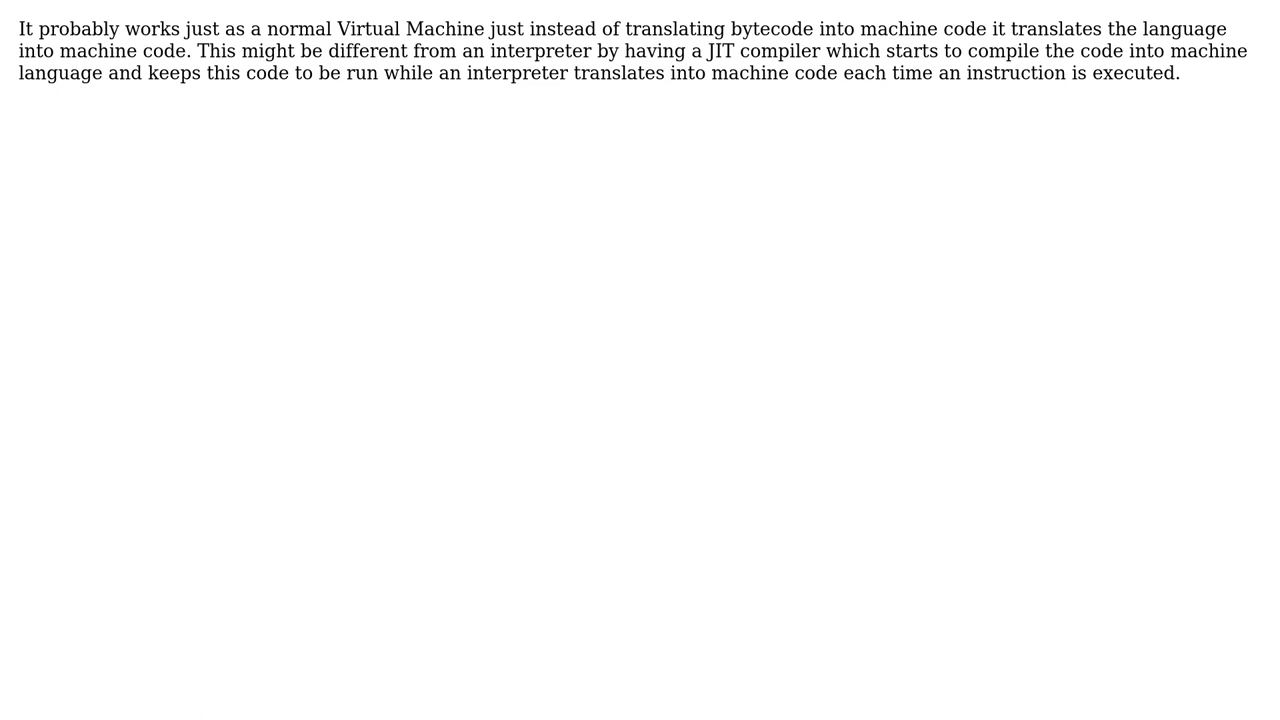 It probably works just as a normal Virtual Machine just instead of translating bytecode into machine code it translates the language
into machine code. This might be different from an interpreter by having a JIT compiler which starts to compile the code into machine
language and keeps this code to be run while an interpreter translates into machine code each time an instruction is executed.